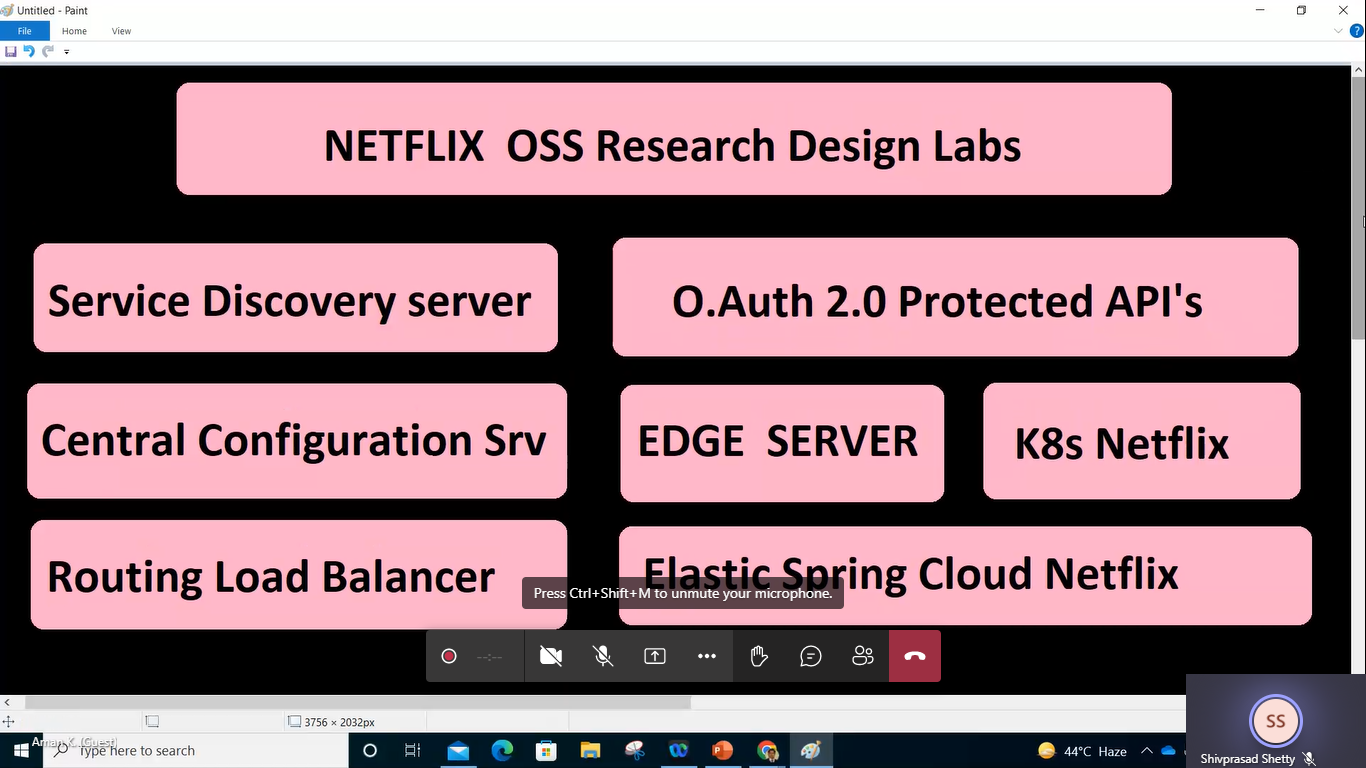 Untitled - Paint
File Home View
NETFLIX OSS Research Design Labs
Service Discovery server
O.Auth 2.0 Protected API's
Central Configuration Srv
EDGE SERVER
K8s Netflix
Routing Load Balancer
Elastic Spring Cloud Netflix
Press Ctrl+Shift+M to unmute your microphone.
--:--
3756 × 2032px
SS
Aman K. (Guest)
Type here to search
44°C Haze
Shivprasad Shetty